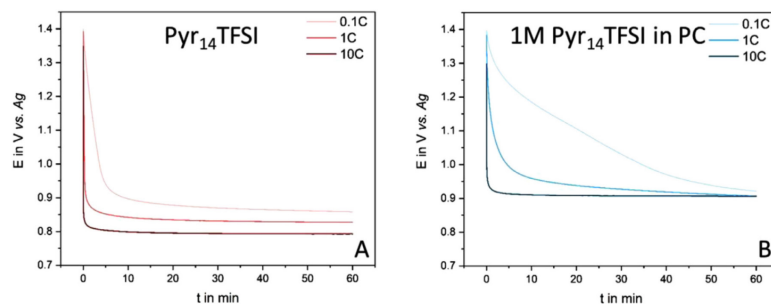 Pyr₁₄TFSI
0.1C
1C
10C
1.4
1.3
1.2
1.1
1.0
0.9
0.8
0.7
E in V vs. Ag
0
10
20
30
40
50
60
t in min
A
1M Pyr₁₄TFSI in PC
0.1C
1C
10C
1.4
1.3
1.2
1.1
1.0
0.9
0.8
0.7
E in V vs. Ag
0
10
20
30
40
50
60
t in min
B